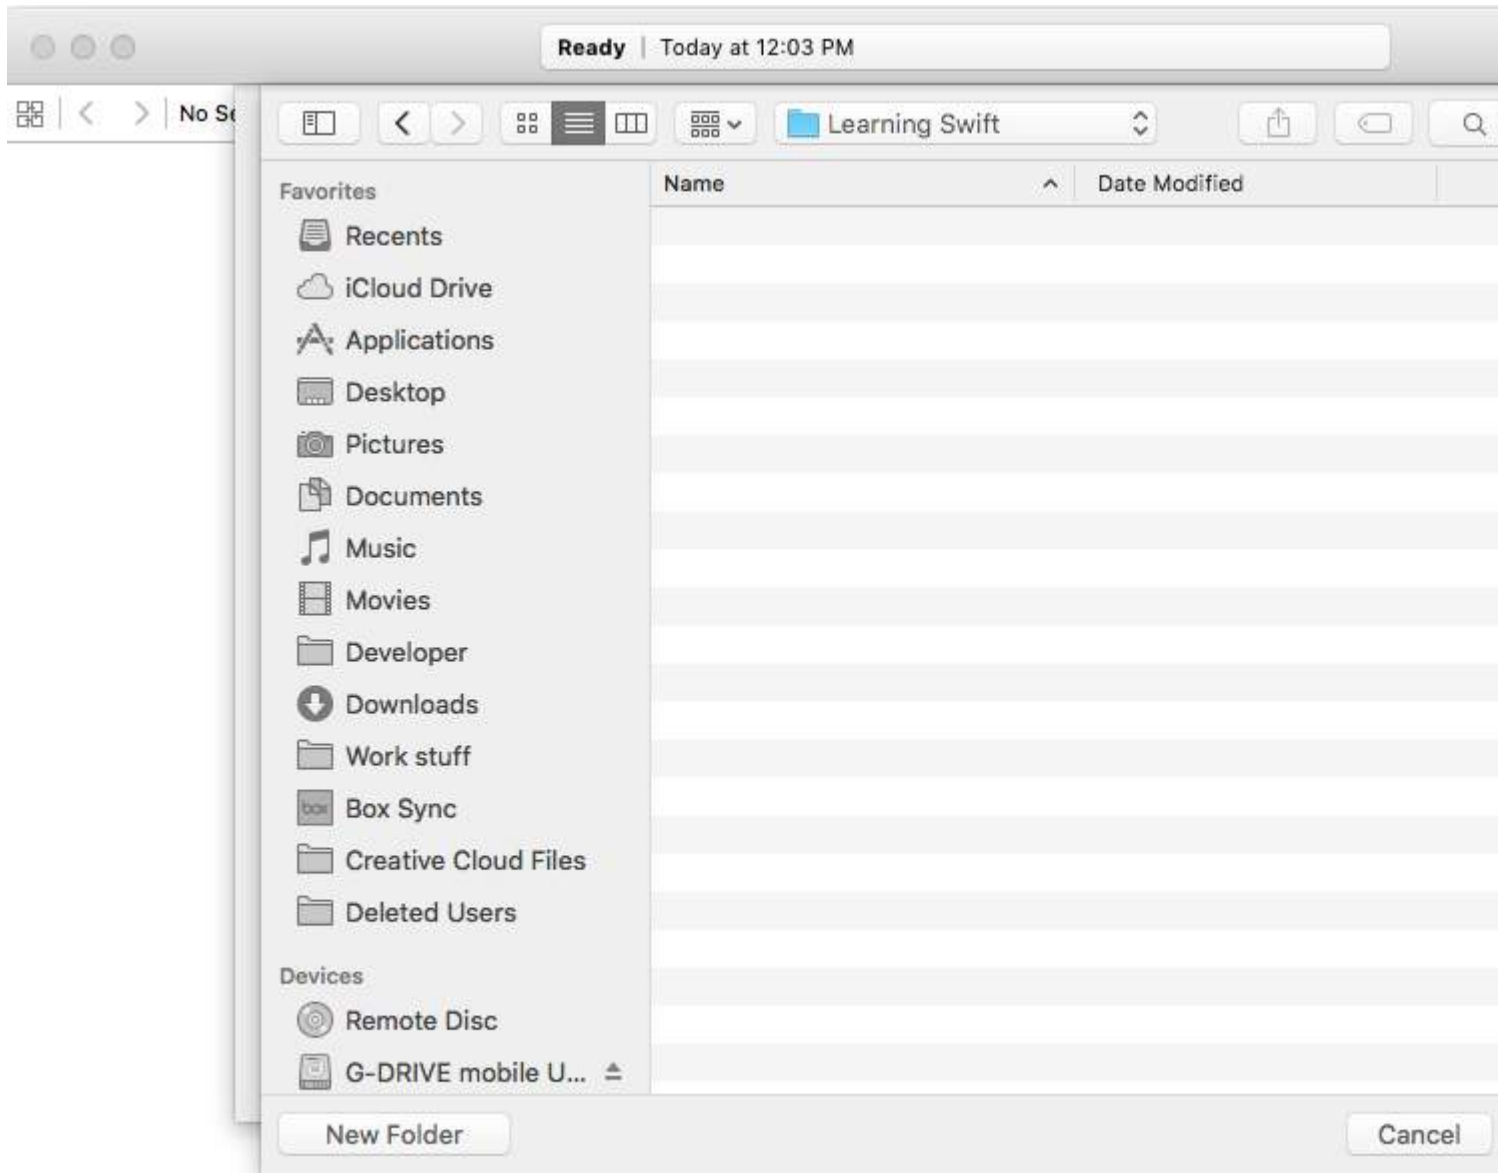 Ready | Today at 12:03 PM
No Se
Learning Swift
Favorites
Name
Date Modified
Recents
iCloud Drive
Applications
Desktop
Pictures
Documents
Music
Movies
Developer
Downloads
Work stuff
box
Box Sync
Creative Cloud Files
Deleted Users
Devices
Remote Disc
G-DRIVE mobile U...
New Folder
Cancel